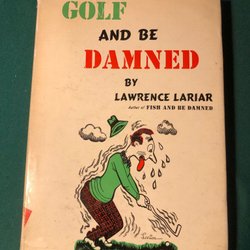 GOLF
AND BE
DAMNED
BY
LAWRENCE LARIAR
Author of FISH AND BE DAMNED